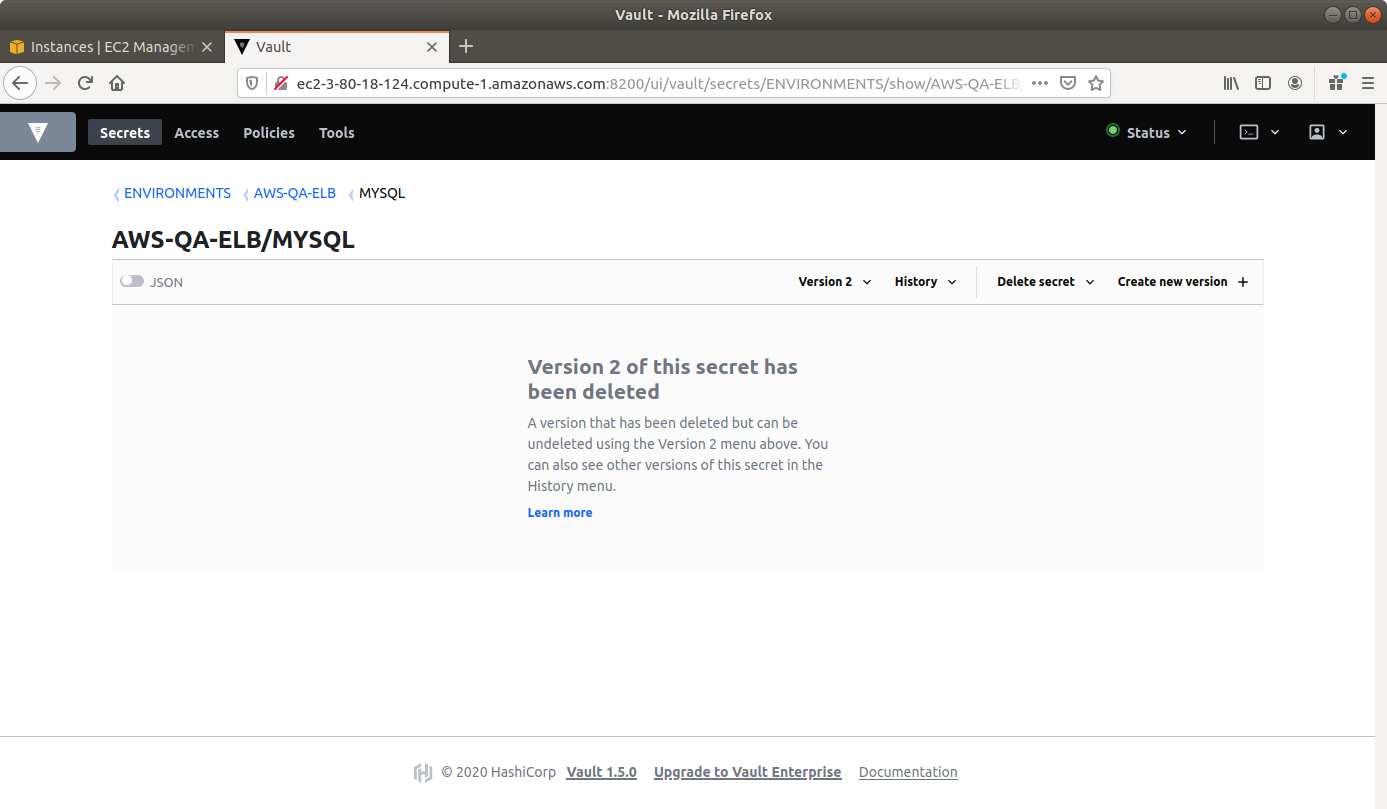 Vault - Mozilla Firefox
Instances | EC2 Managem
Vault
ec2-3-80-18-124.compute-1.amazonaws.com:8200/ui/vault/secrets/ENVIRONMENTS/show/AWS-QA-ELB
Secrets Access Policies Tools Status
ENVIRONMENTS AWS-QA-ELB MYSQL
AWS-QA-ELB/MYSQL
JSON Version 2 History Delete secret Create new version
Version 2 of this secret has
been deleted
A version that has been deleted but can be
undeleted using the Version 2 menu above. You
can also see other versions of this secret in the
History menu.
Learn more
© 2020 HashiCorp Vault 1.5.0 Upgrade to Vault Enterprise Documentation